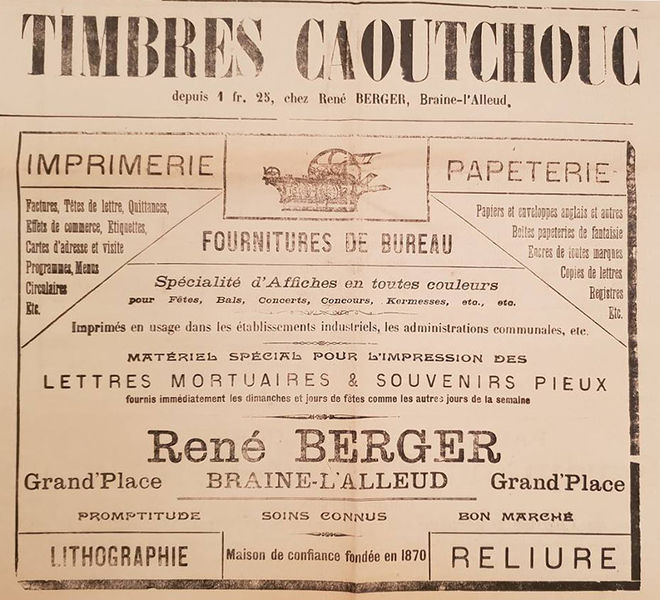 TIMBRES CAOUTCHOUC
depuis 1 fr. 25, chez René BERGER, Braine-l'Alleud.
IMPRIMERIE
PAPETERIE
Factures, Têtes de lettre, Quittances,
Effets de commerce, Etiquettes,
Cartes d'adresse et visite
Programmes, Menus
Circulaires
Etc.
Papiers et enveloppes anglais et autres
Boîtes papeteries de fantaisie
Encres de toutes marques
Copies de lettres
Registres
Etc.
FOURNITURES DE BUREAU
Spécialité d'Affiches en toutes couleurs
pour Fêtes, Bals, Concerts, Concours, Kermesses, etc., etc.
Imprimés en usage dans les établissements industriels, les administrations communales, etc.
MATÉRIEL SPÉCIAL POUR L'IMPRESSION DES
LETTRES MORTUAIRES & SOUVENIRS PIEUX
fournis immédiatement les dimanches et jours de fêtes comme les autres jours de la semaine
René BERGER
Grand'Place BRAINE-L'ALLEUD Grand'Place
PROMPTITUDE SOINS CONNUS BON MARCHÉ
LITHOGRAPHIE Maison de confiance fondée en 1870 RELIURE